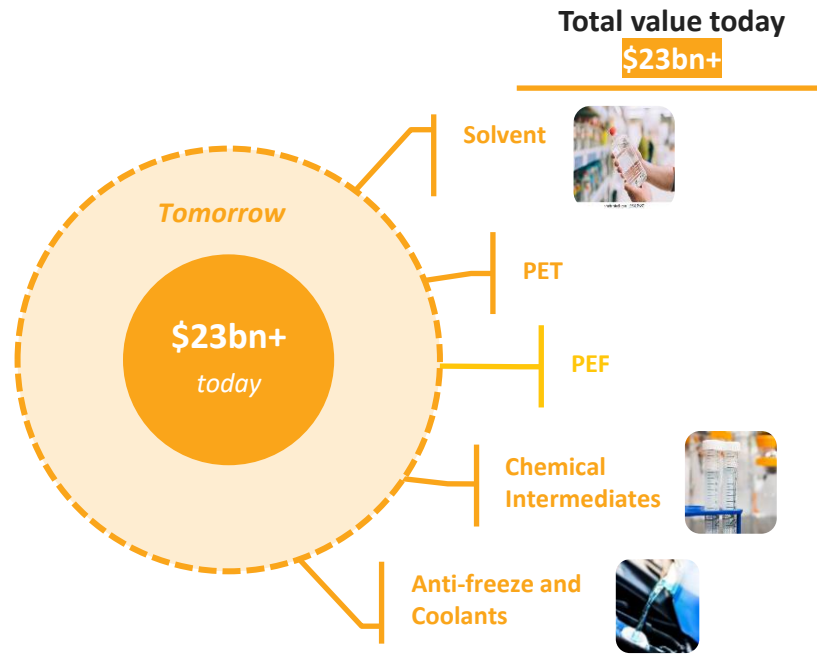 Total value today
$23bn+
Solvent
Tomorrow
PET
$23bn+
today
PEF
Chemical
Intermediates
Anti-freeze and
Coolants